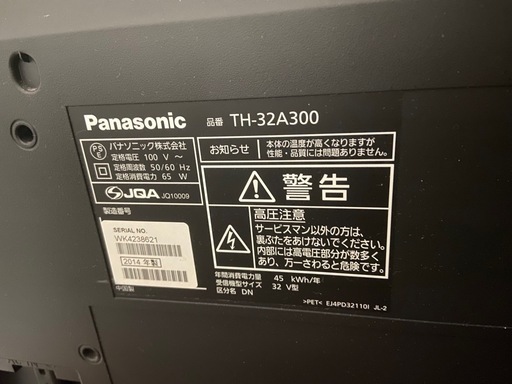 Panasonic
品番 TH-32A300
PS E
パナソニック株式会社
定格電圧 100 V ～
定格周波数 50/60 Hz
定格消費電力 65 W
JQA JQ10009
製造番号
SERIAL NO.
WK4238621
2014 年製
中国製
お知らせ
本体の温度が高くなりますが
性能・品質には問題ありません
警告
高圧注意
サービスマン以外の方は、
裏ぶたをあけないでください。
内部には高電圧部分が数多く
あり、万一さわると危険です。
年間消費電力量 45 kWh/年
受信機型サイズ 32 V型
区分名 DN
>PET< EJ4PD32110I JL-2